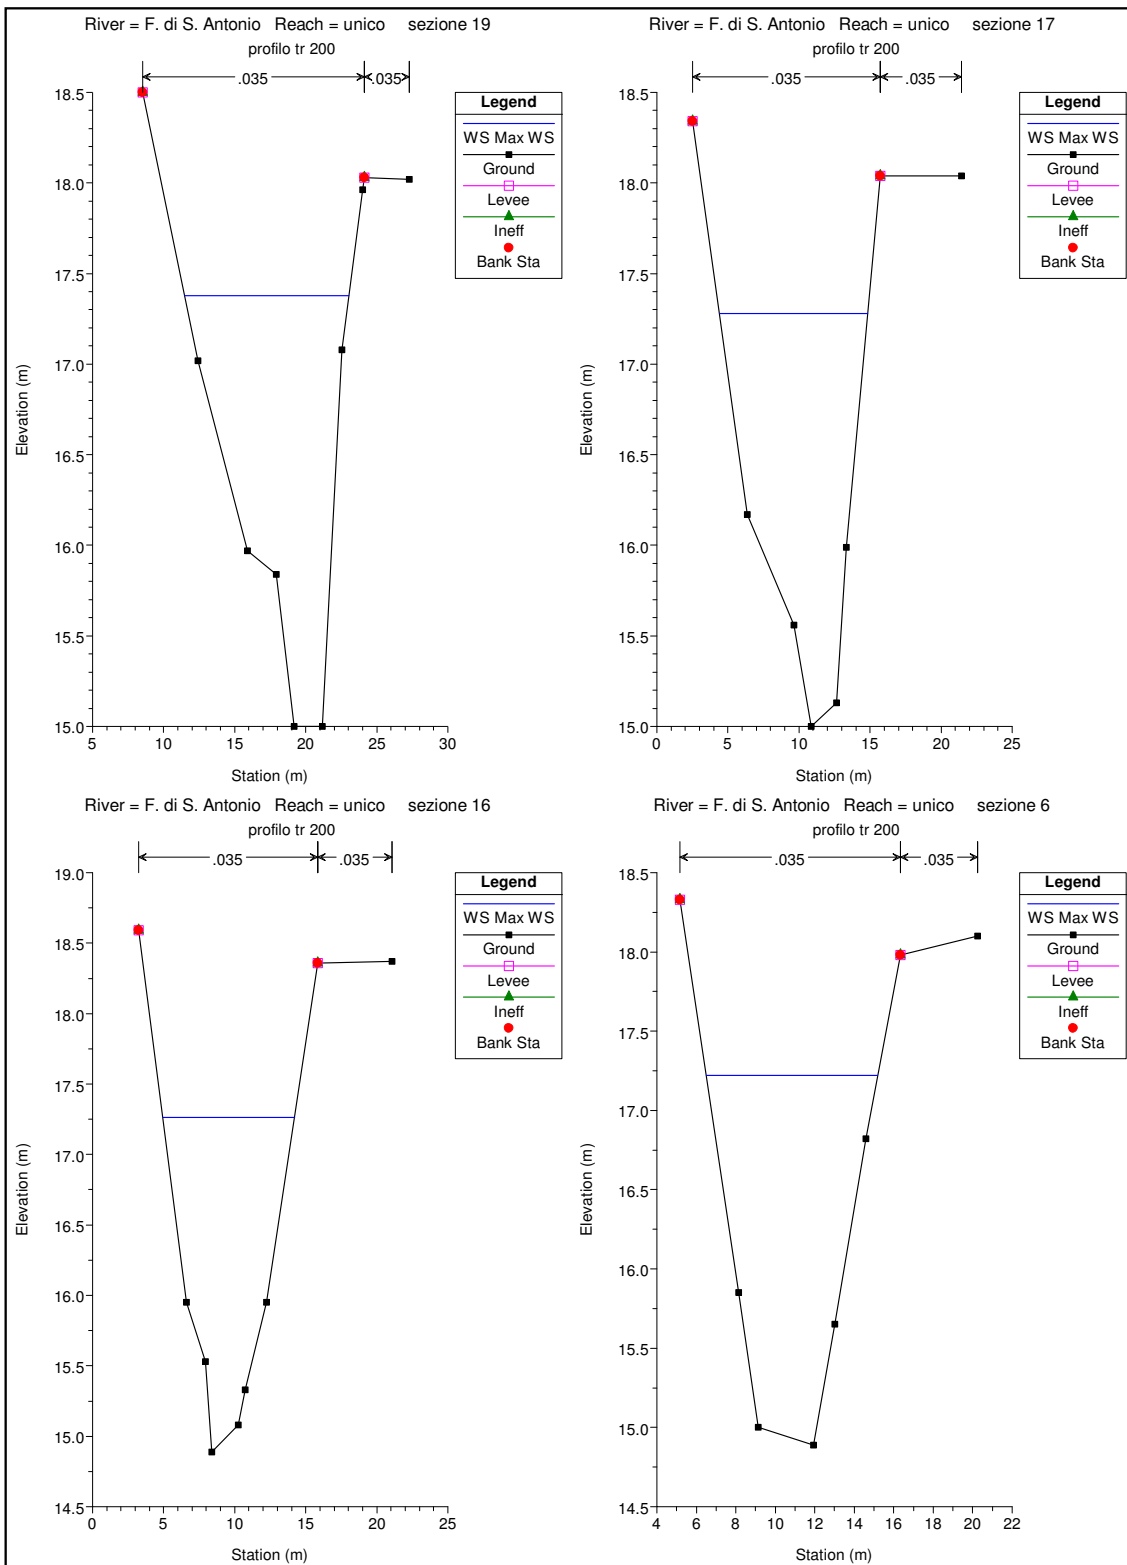 River = F. di S. Antonio Reach = unico sezione 19
profilo tr 200
.035 .035
18.5
18.0
17.5
17.0
16.5
16.0
15.5
15.0
5 10 15 20 25 30
Station (m)
Elevation (m)
Legend
WS Max WS
Ground
Levee
Ineff
Bank Sta
River = F. di S. Antonio Reach = unico sezione 17
profilo tr 200
.035 .035
18.5
18.0
17.5
17.0
16.5
16.0
15.5
15.0
0 5 10 15 20 25
Station (m)
Elevation (m)
Legend
WS Max WS
Ground
Levee
Ineff
Bank Sta
River = F. di S. Antonio Reach = unico sezione 16
profilo tr 200
.035 .035
19.0
18.5
18.0
17.5
17.0
16.5
16.0
15.5
15.0
14.5
0 5 10 15 20 25
Station (m)
Elevation (m)
Legend
WS Max WS
Ground
Levee
Ineff
Bank Sta
River = F. di S. Antonio Reach = unico sezione 6
profilo tr 200
.035 .035
18.5
18.0
17.5
17.0
16.5
16.0
15.5
15.0
14.5
4 6 8 10 12 14 16 18 20 22
Station (m)
Elevation (m)
Legend
WS Max WS
Ground
Levee
Ineff
Bank Sta